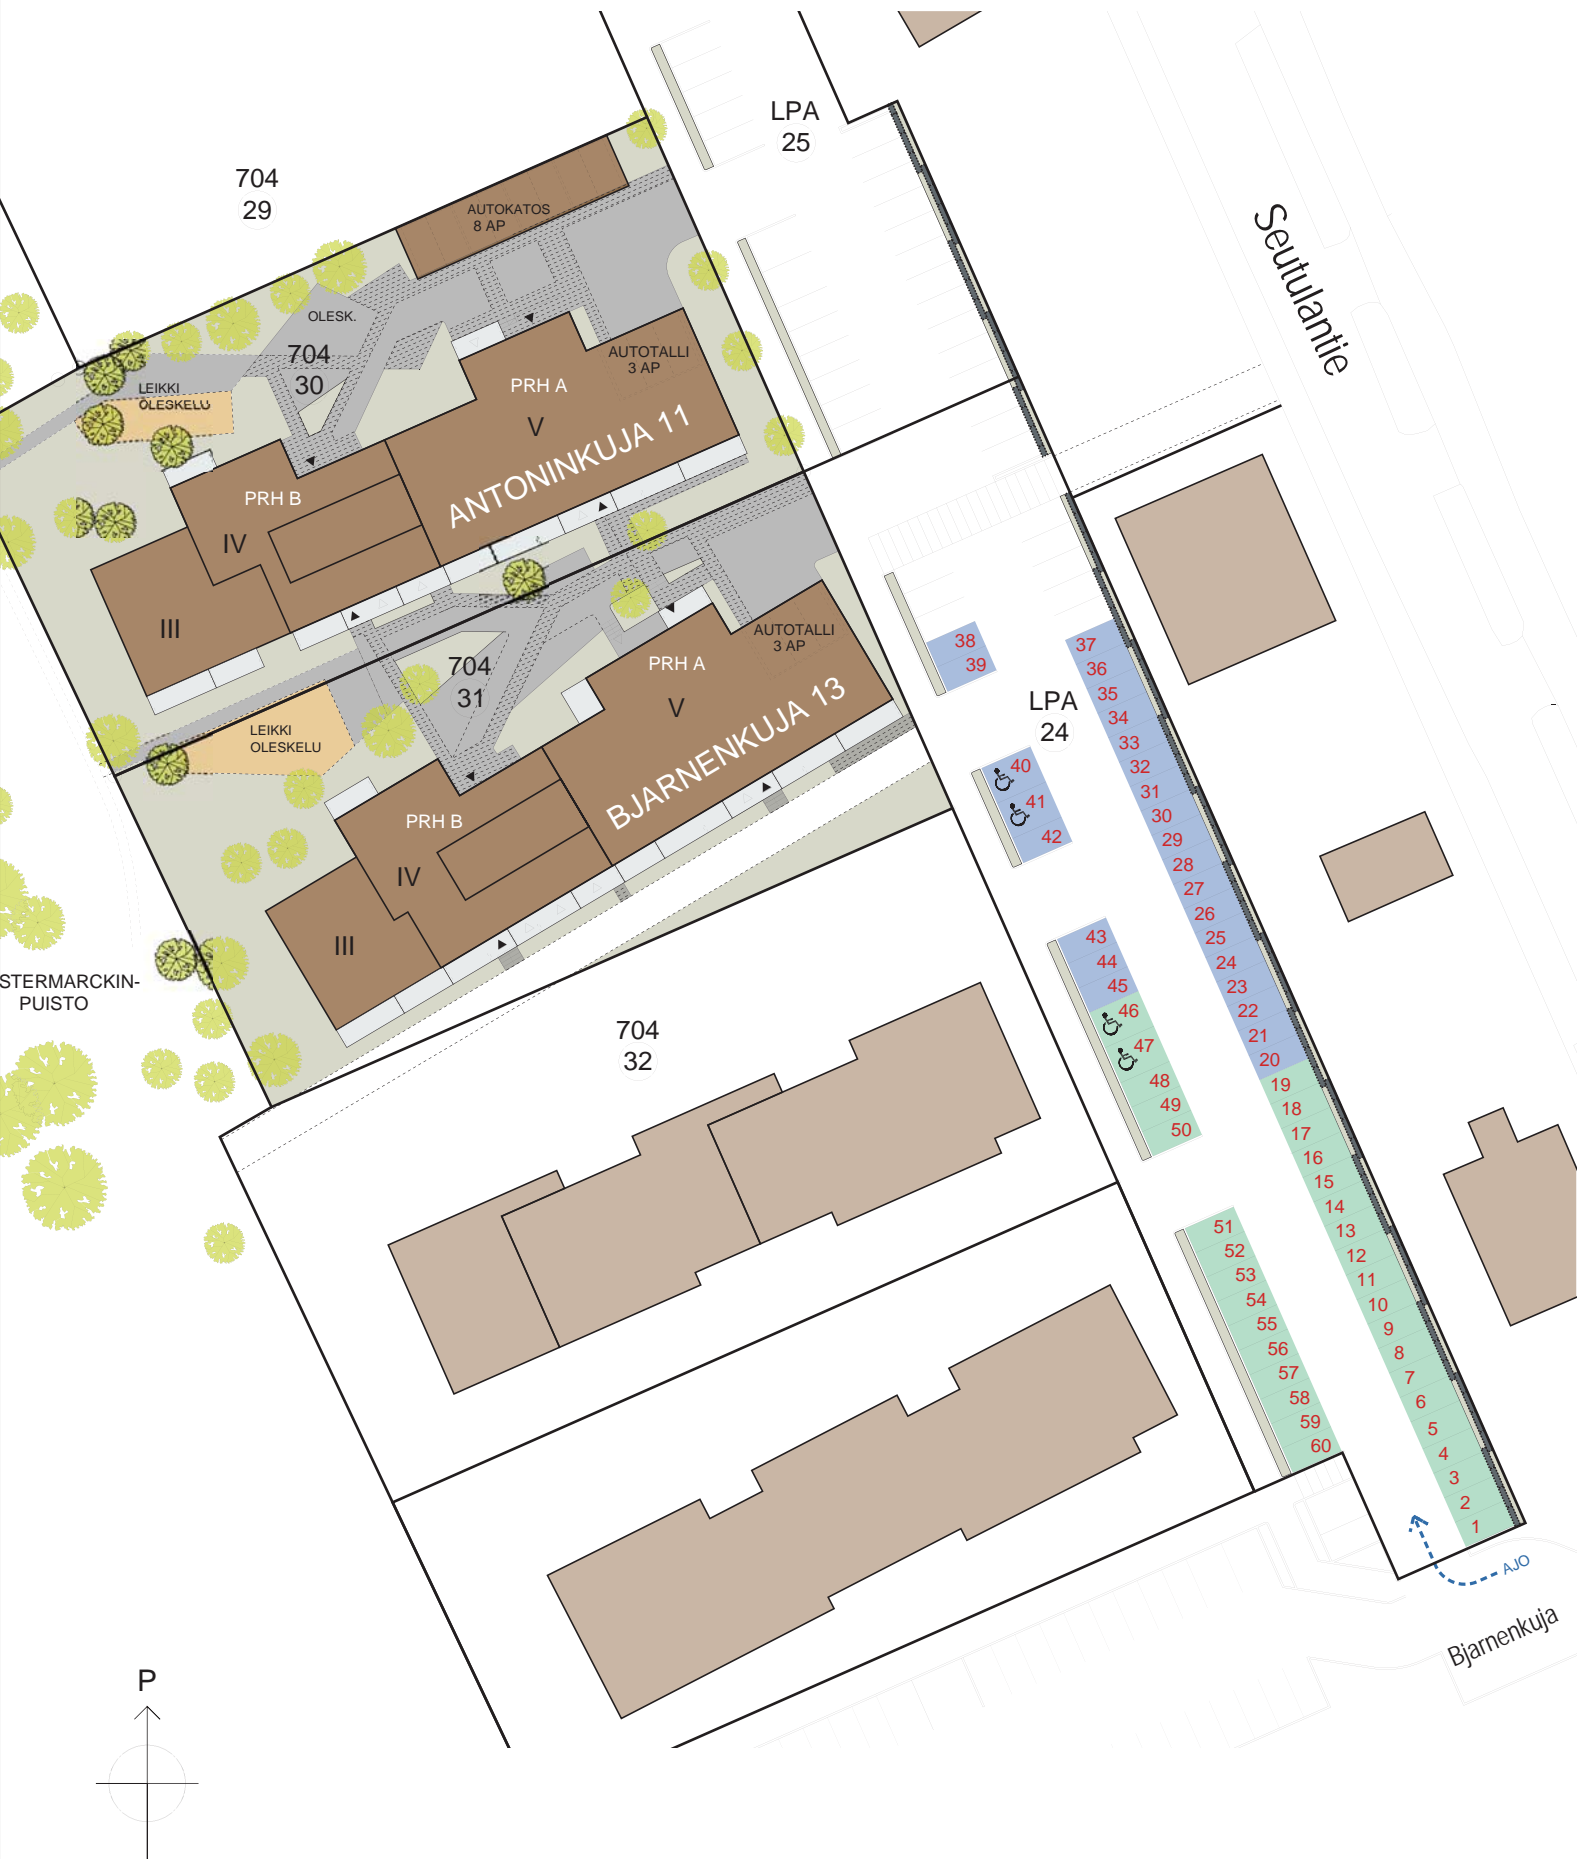 LPA
25
704
29
Seutulantie
AUTOKATOS
8 AP
OLESK.
704
30
AUTOTALLI
3 AP
LEIKKI
OLESKELU
PRH A
V
ANTONINKUJA 11
PRH B
IV
III
704
31
AUTOTALLI
3 AP
PRH A
V
BJARNENKUJA 13
LEIKKI
OLESKELU
PRH B
IV
III
38
39
LPA
24
37
36
35
34
33
32
31
30
29
28
27
26
25
24
23
22
21
20
19
18
17
16
15
14
13
12
11
10
9
8
7
6
5
4
3
2
1
40
41
42
43
44
45
46
47
48
49
50
51
52
53
54
55
56
57
58
59
60
STERMARCKIN-
PUISTO
704
32
AJO
Bjarnenkuja
P